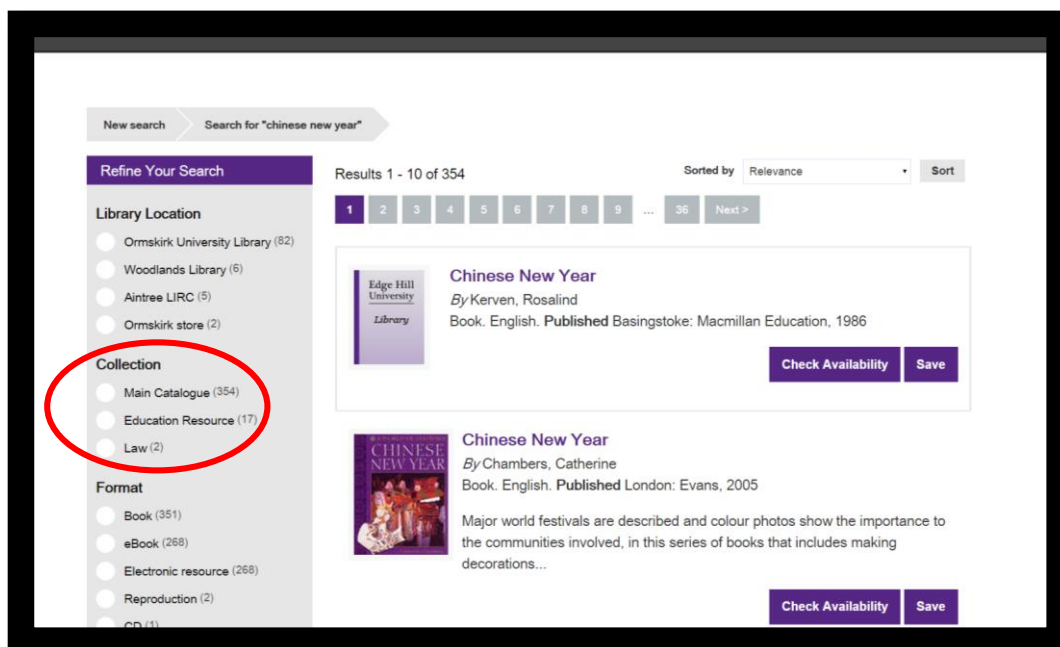 New search
Search for "chinese new year"
Refine Your Search
Library Location
Ormskirk University Library (82)
Woodlands Library (6)
Aintree LIRC (5)
Ormskirk store (2)
Collection
Main Catalogue (354)
Education Resource (17)
Law (2)
Format
Book (351)
eBook (268)
Electronic resource (268)
Reproduction (2)
CD (1)
Results 1 - 10 of 354
Sorted by Relevance Sort
1 2 3 4 5 6 7 8 9 ... 36 Next >
Edge Hill
University
Library
Chinese New Year
By Kerven, Rosalind
Book. English. Published Basingstoke: Macmillan Education, 1986
Check Availability Save
CHINESE
NEW YEAR
Chinese New Year
By Chambers, Catherine
Book. English. Published London: Evans, 2005
Major world festivals are described and colour photos show the importance to
the communities involved, in this series of books that includes making
decorations...
Check Availability Save